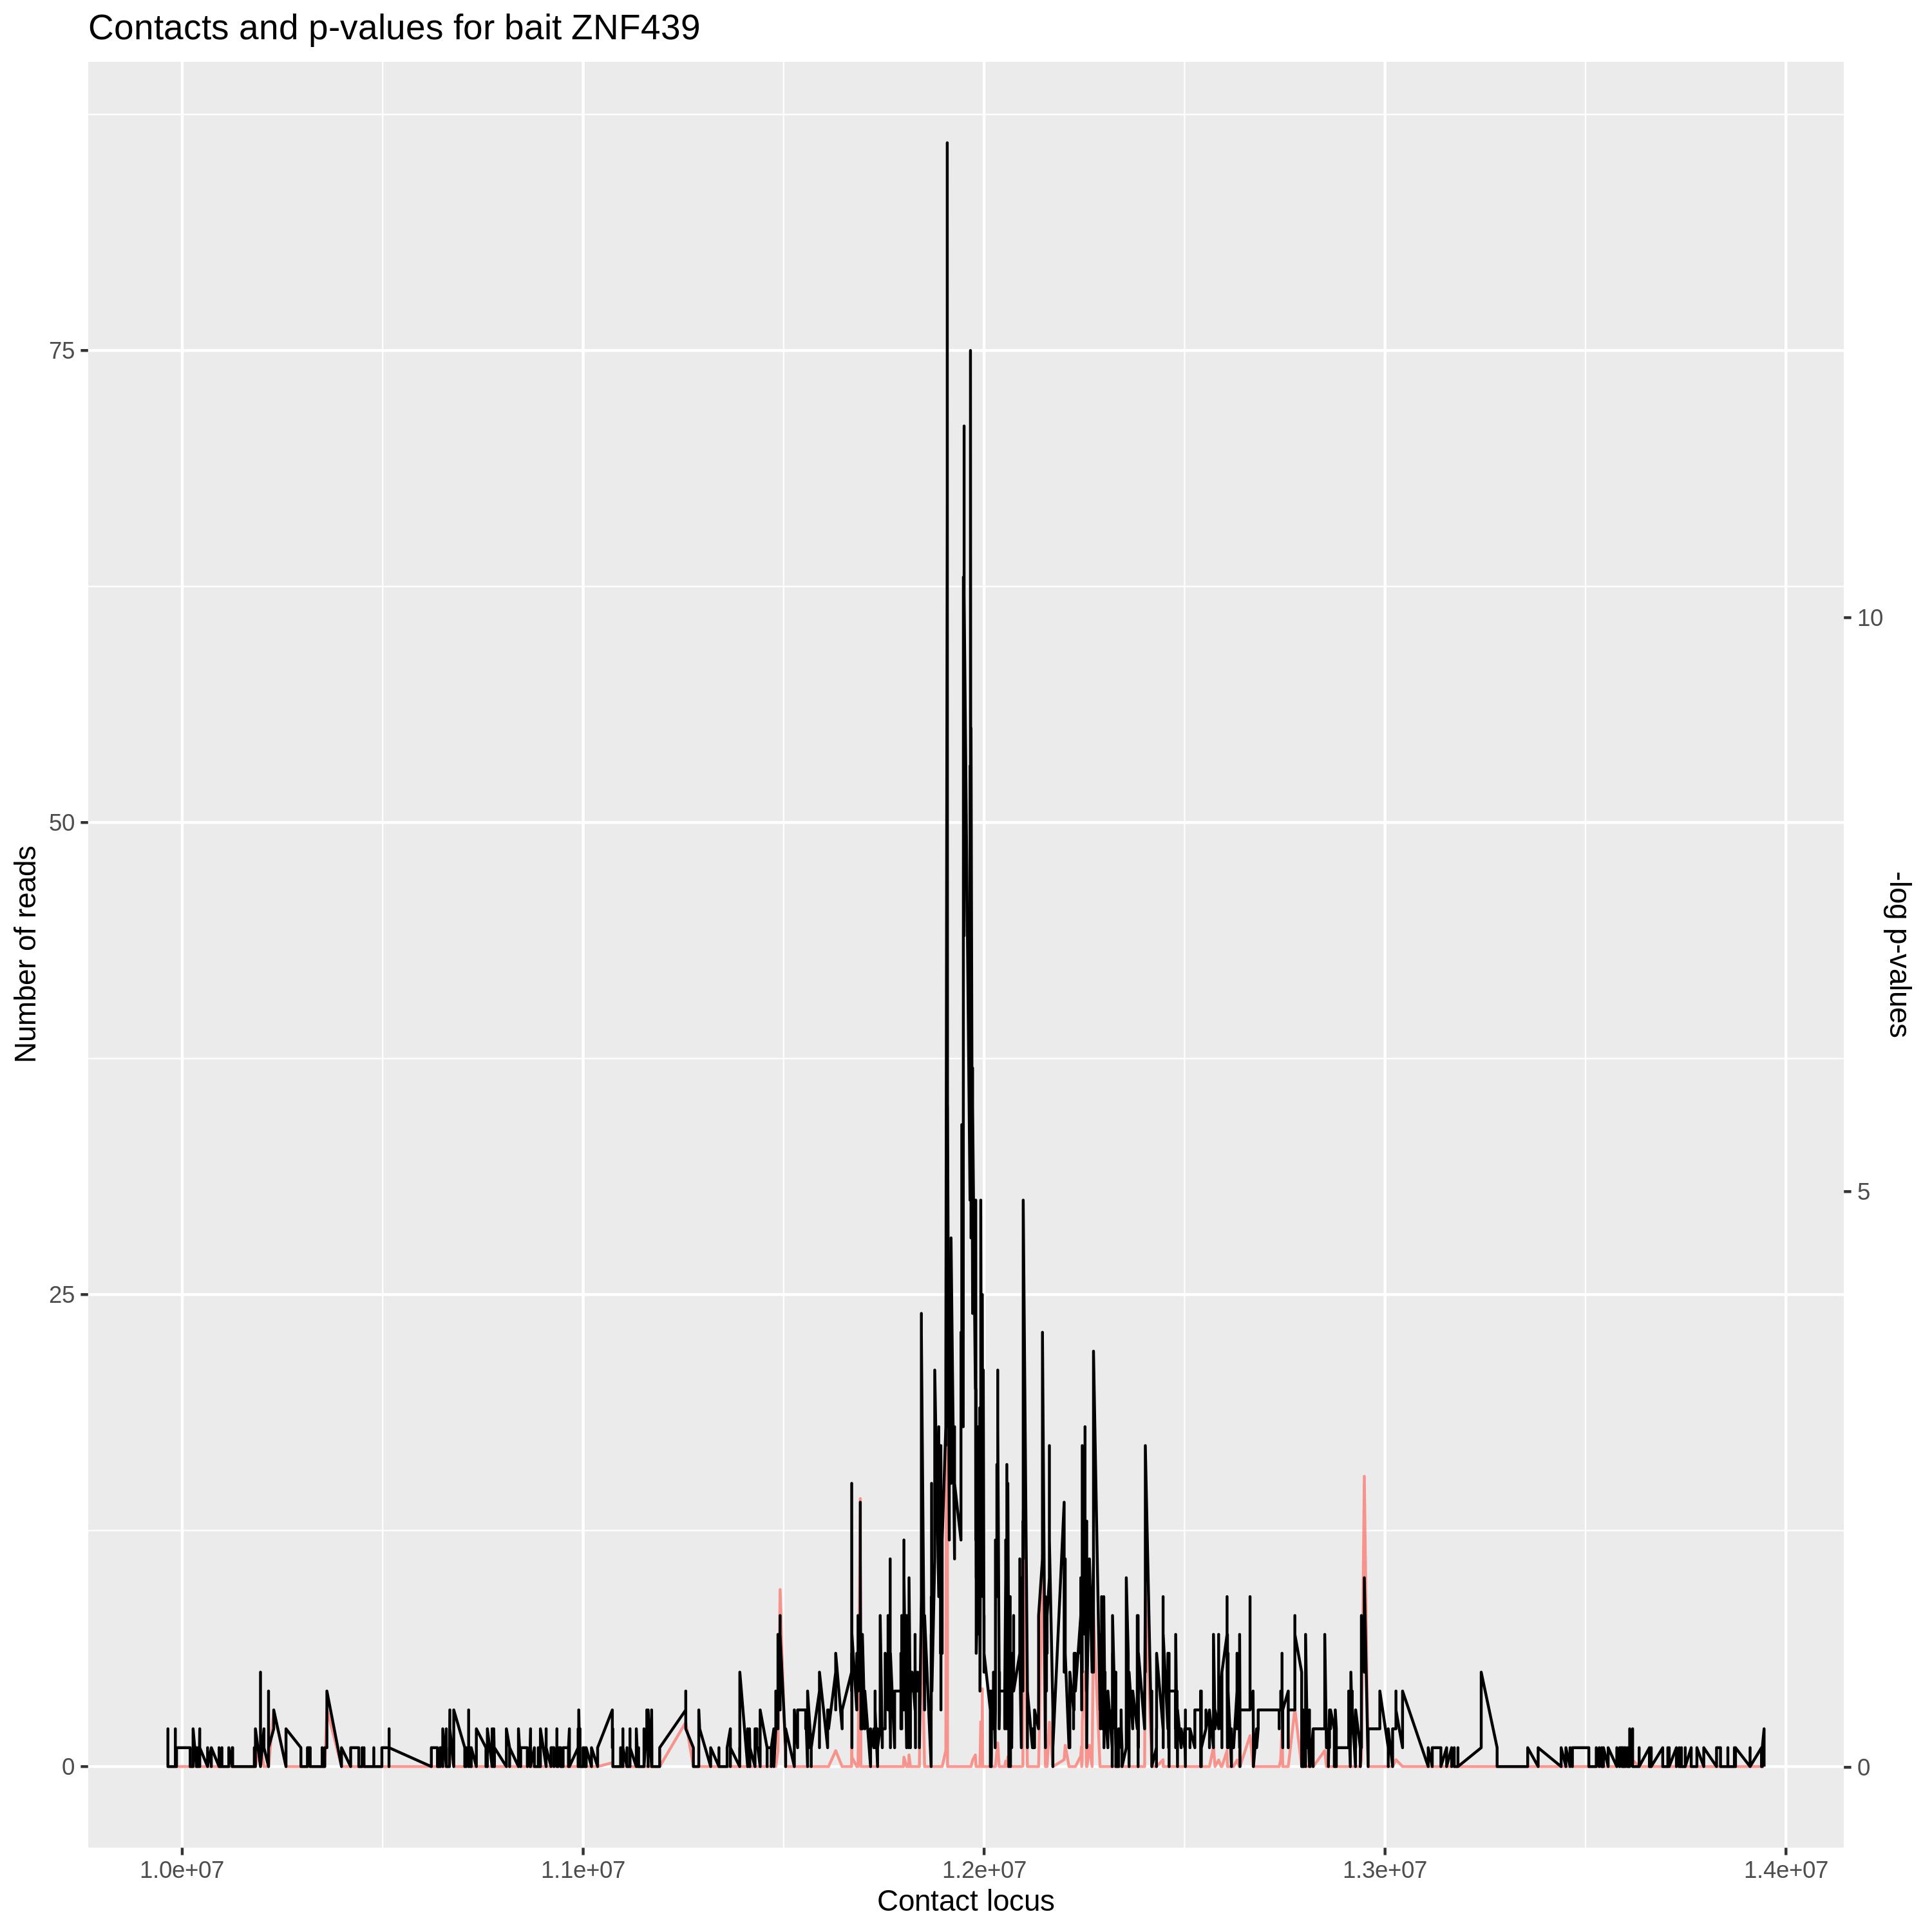 Contacts and p-values for bait ZNF439
75
50
25
0
10
5
0
Number of reads
-log p-values
1.0e+07 1.1e+07 1.2e+07 1.3e+07 1.4e+07
Contact locus